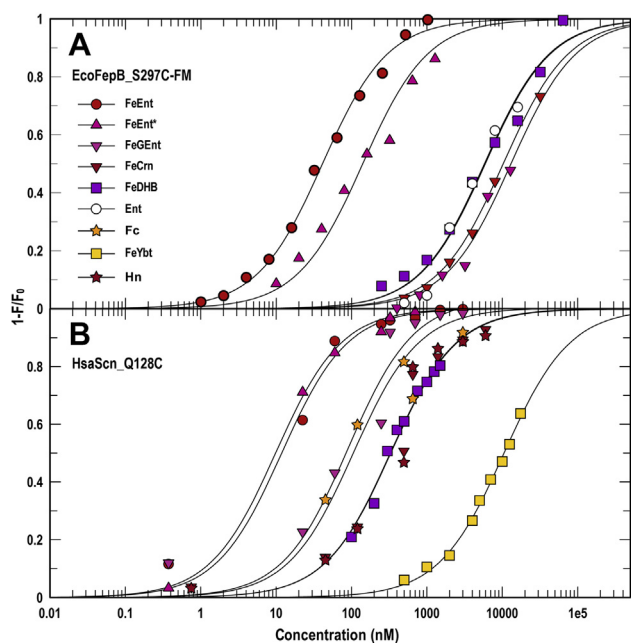 1
A
EcoFepB_S297C-FM
0.8
FeEnt
FeEnt*
FeGEnt
0.6
FeCrn
FeDHB
Ent
0.4
Fc
FeYbt
0.2
Hn
1-F/F0
0
B
HsaScn_Q128C
0.8
0.6
0.4
0.2
0
0.01 0.1 1 10 100 1000 10000 1e5
Concentration (nM)